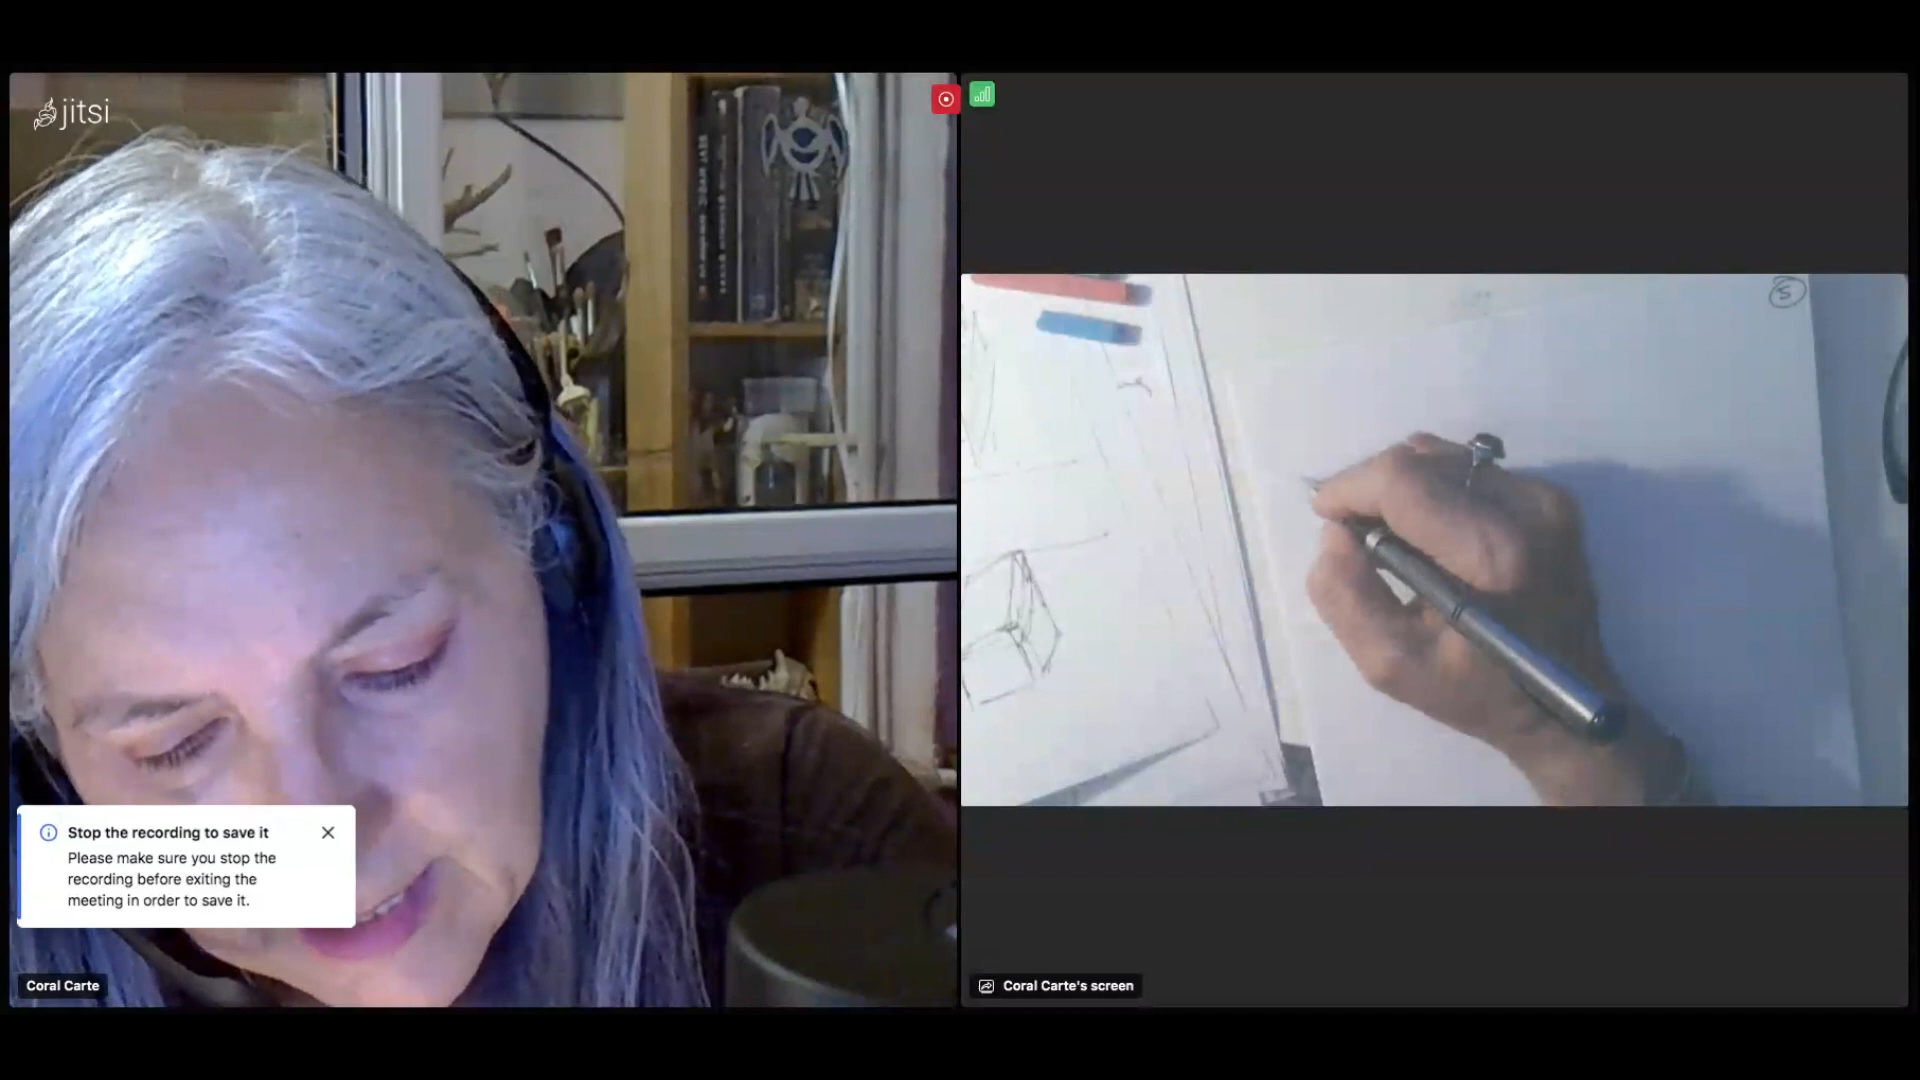 jitsi
5
Stop the recording to save it
Please make sure you stop the
recording before exiting the
meeting in order to save it.
Coral Carte
Coral Carte's screen